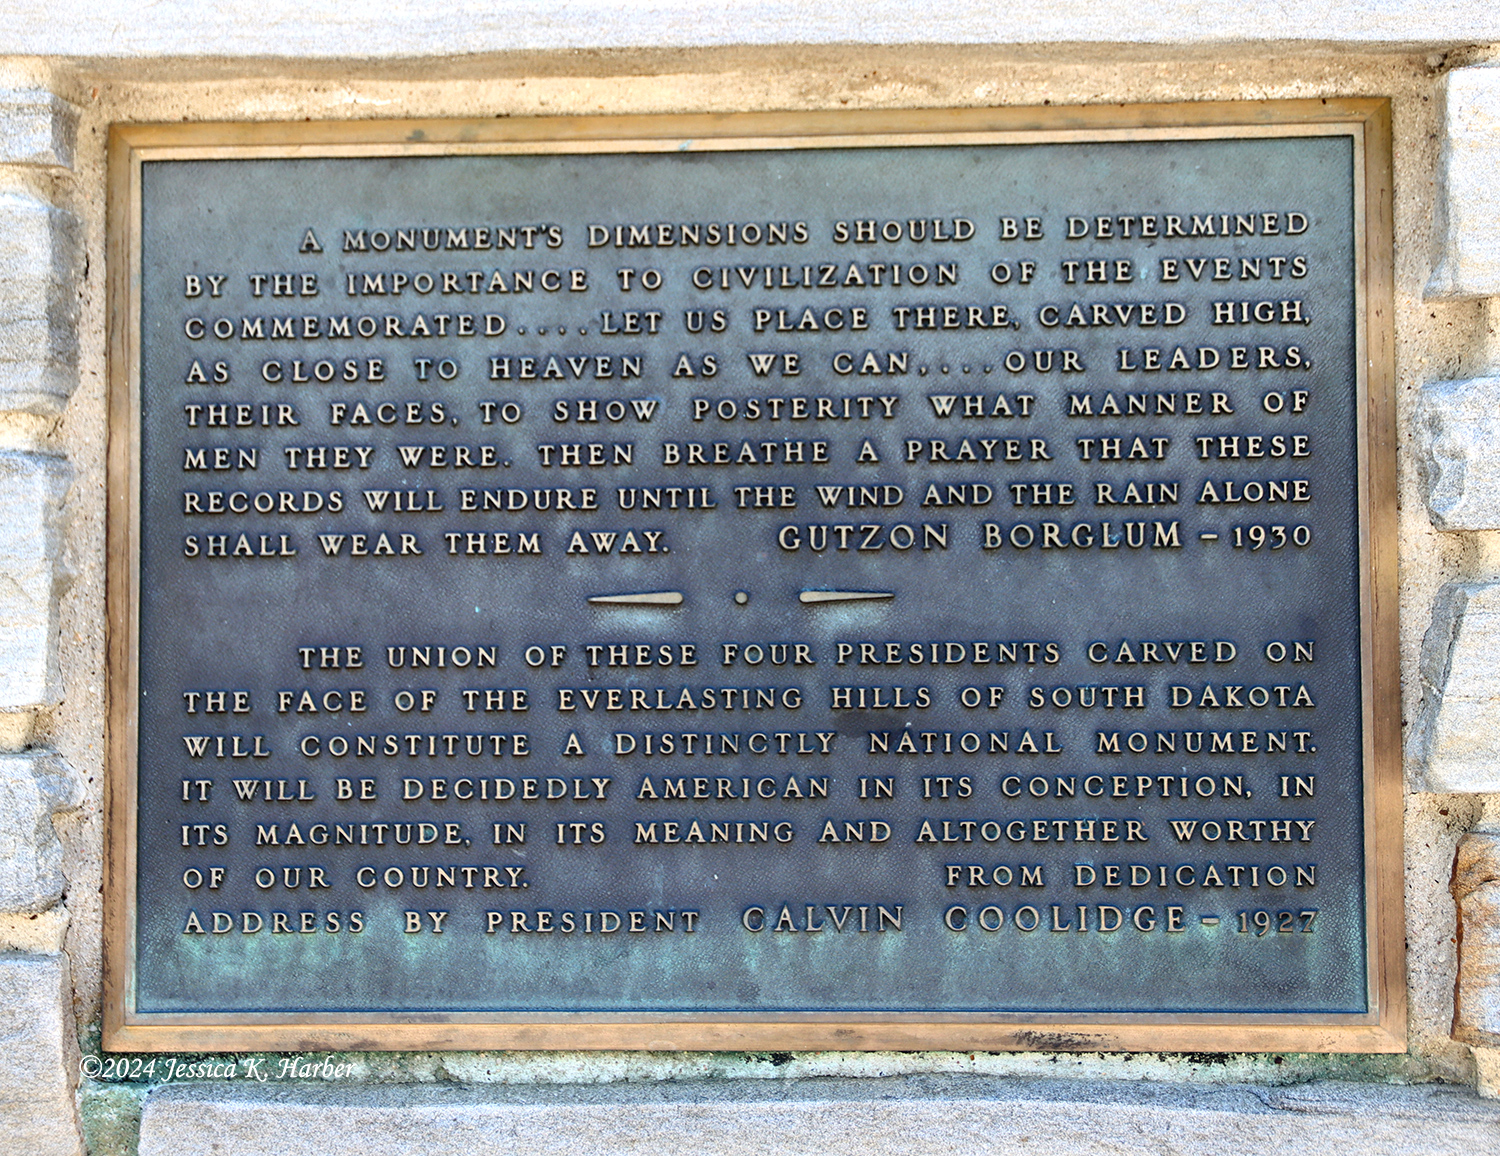 A MONUMENT'S DIMENSIONS SHOULD BE DETERMINED
BY THE IMPORTANCE TO CIVILIZATION OF THE EVENTS
COMMEMORATED....LET US PLACE THERE, CARVED HIGH,
AS CLOSE TO HEAVEN AS WE CAN,....OUR LEADERS,
THEIR FACES, TO SHOW POSTERITY WHAT MANNER OF
MEN THEY WERE. THEN BREATHE A PRAYER THAT THESE
RECORDS WILL ENDURE UNTIL THE WIND AND THE RAIN ALONE
SHALL WEAR THEM AWAY. GUTZON BORGLUM – 1930
THE UNION OF THESE FOUR PRESIDENTS CARVED ON
THE FACE OF THE EVERLASTING HILLS OF SOUTH DAKOTA
WILL CONSTITUTE A DISTINCTLY NATIONAL MONUMENT.
IT WILL BE DECIDEDLY AMERICAN IN ITS CONCEPTION, IN
ITS MAGNITUDE, IN ITS MEANING AND ALTOGETHER WORTHY
OF OUR COUNTRY. FROM DEDICATION
ADDRESS BY PRESIDENT CALVIN COOLIDGE – 1927
©2024 Jessica K. Harber